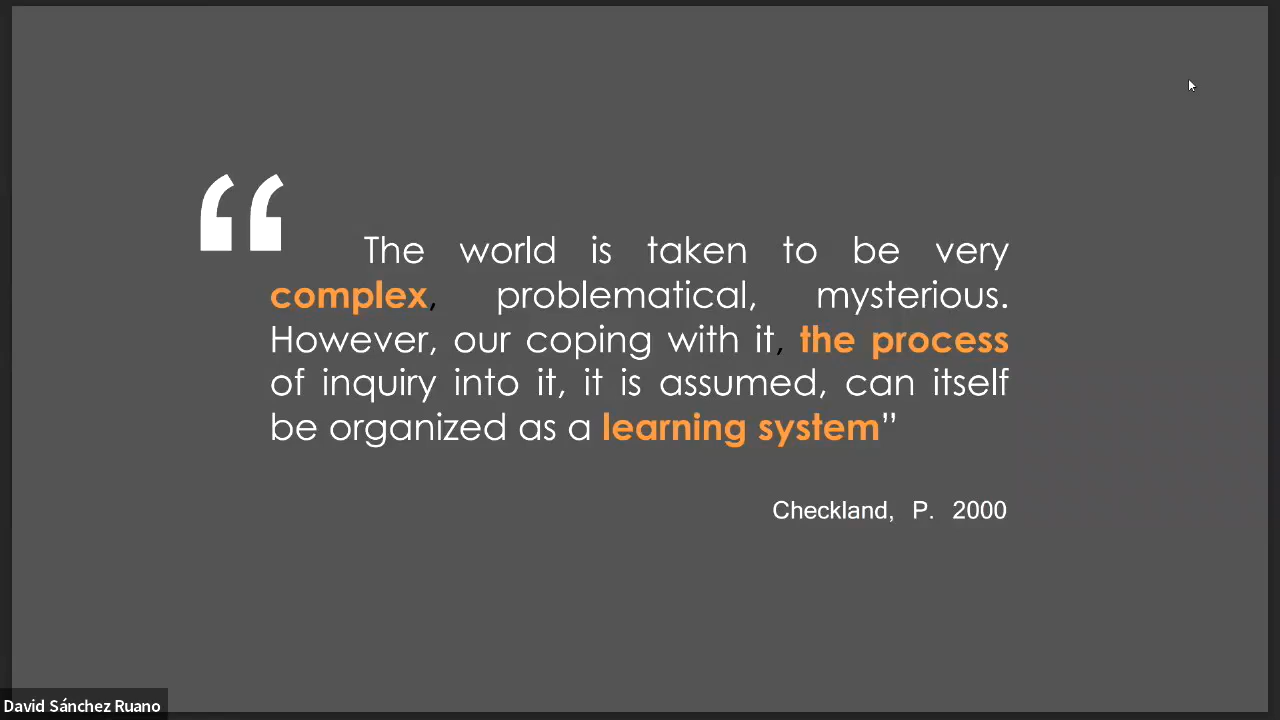 “
The world is taken to be very
complex, problematical, mysterious.
However, our coping with it, the process
of inquiry into it, it is assumed, can itself
be organized as a learning system”
Checkland, P. 2000
David Sánchez Ruano